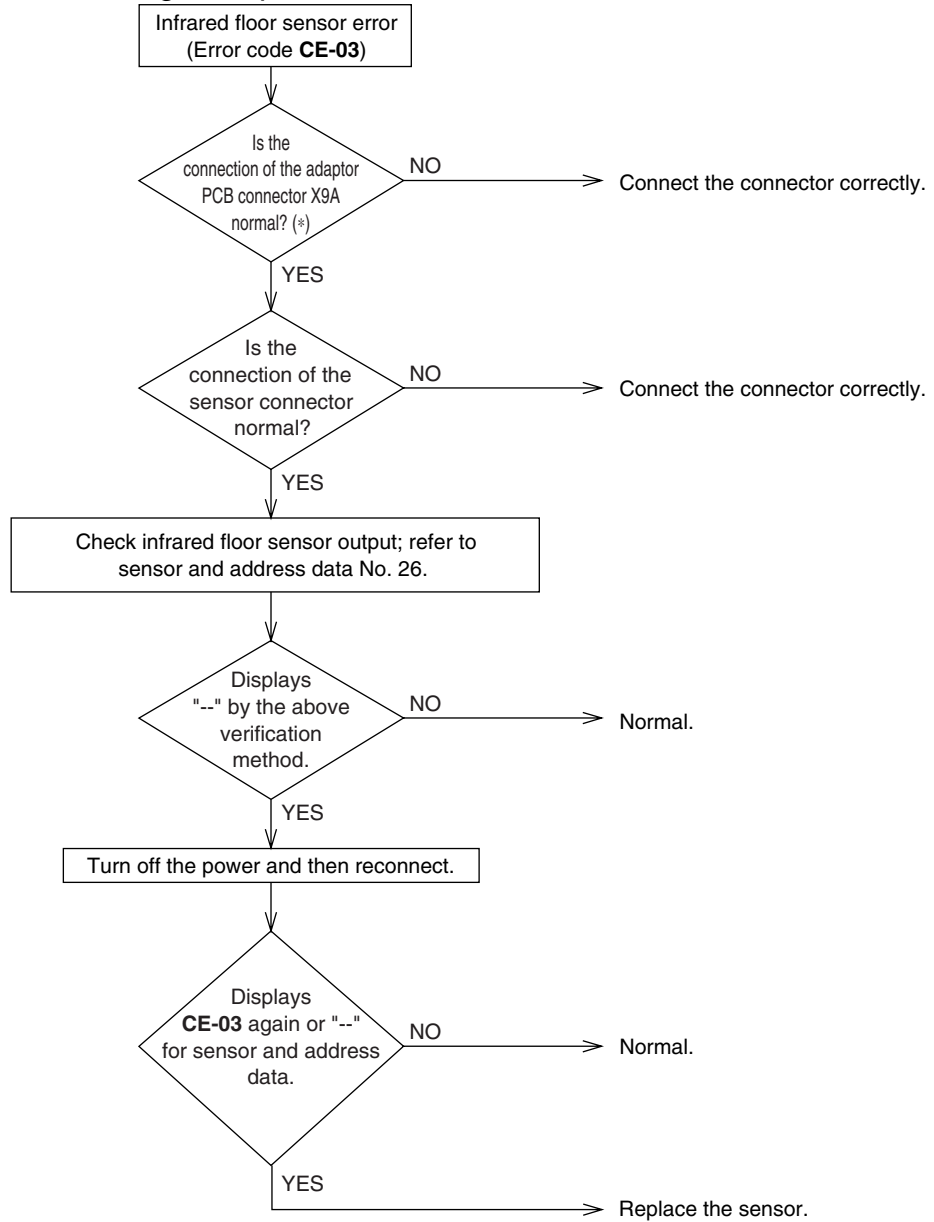 Infrared floor sensor error
(Error code CE-03)
Is the
connection of the adaptor
PCB connector X9A
normal? (*)
NO
Connect the connector correctly.
YES
Is the
connection of the
sensor connector
normal?
NO
Connect the connector correctly.
YES
Check infrared floor sensor output; refer to
sensor and address data No. 26.
Displays
"--" by the above
verification
method.
NO
Normal.
YES
Turn off the power and then reconnect.
Displays
CE-03 again or "--"
for sensor and address
data.
NO
Normal.
YES
Replace the sensor.